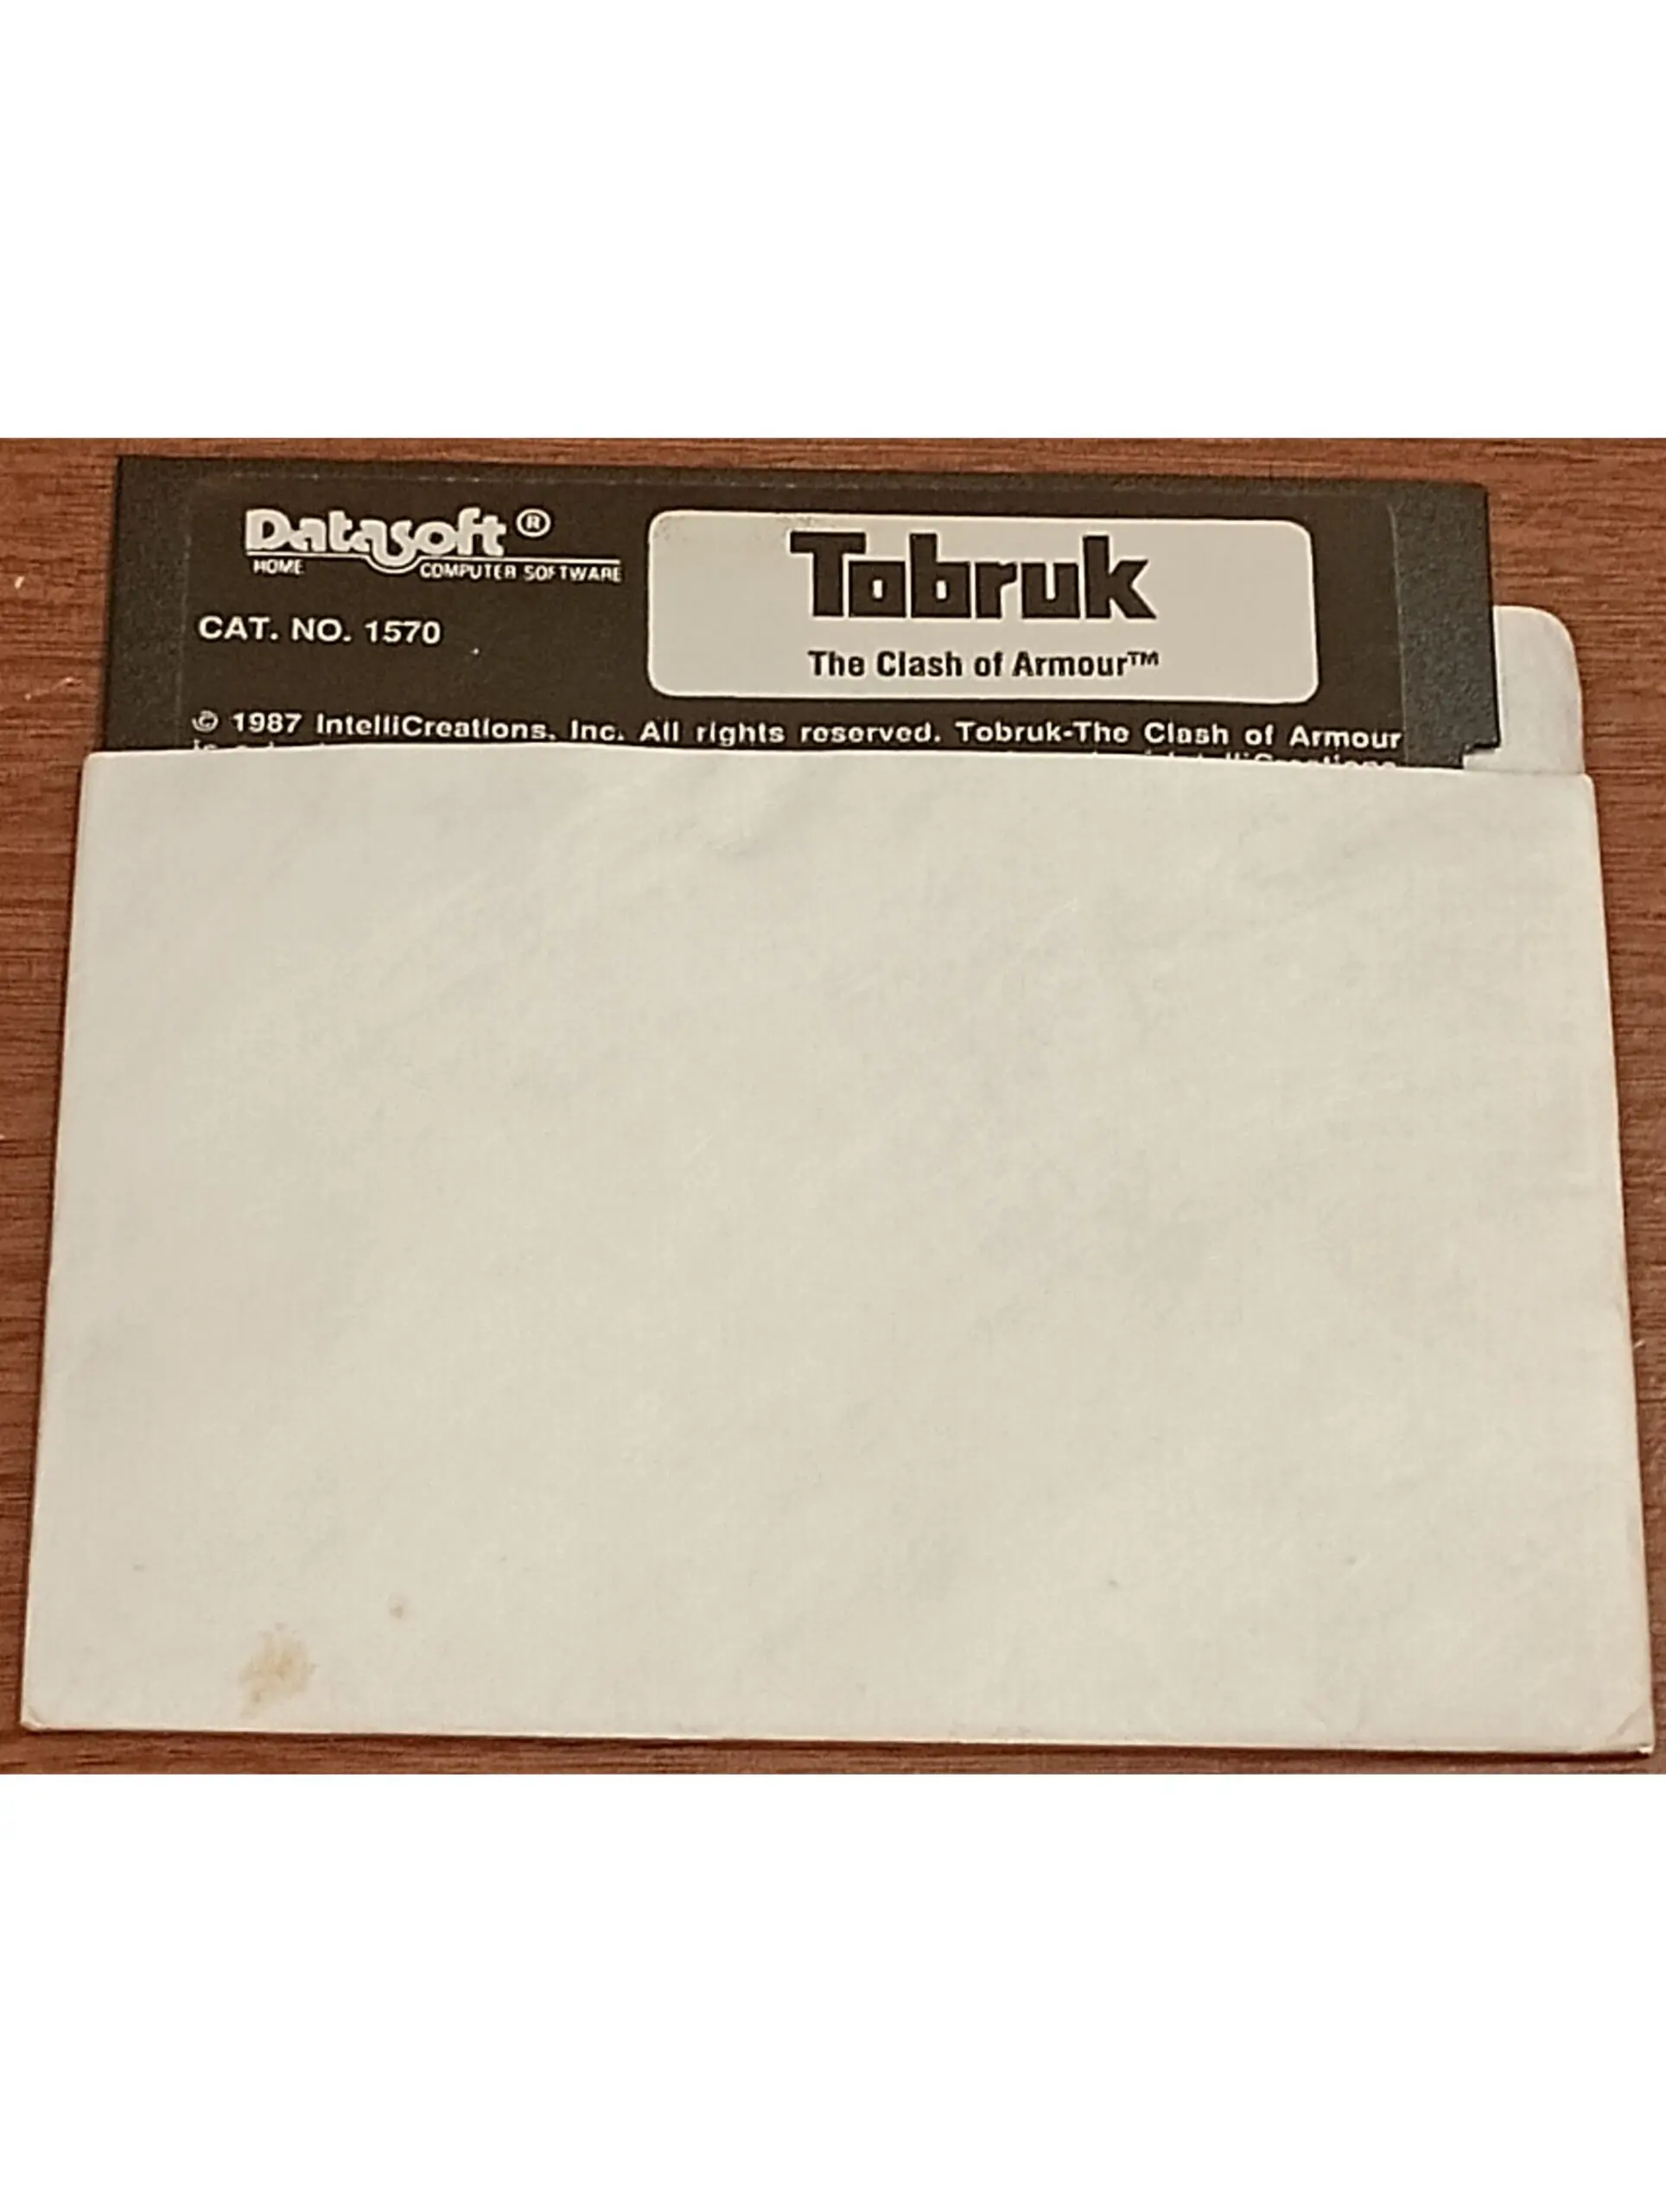 Datasoft®
HOME COMPUTER SOFTWARE
CAT. NO. 1570
Tobruk
The Clash of Armour™
© 1987 IntelliCreations, Inc. All rights reserved. Tobruk-The Clash of Armour
IntelliCreations